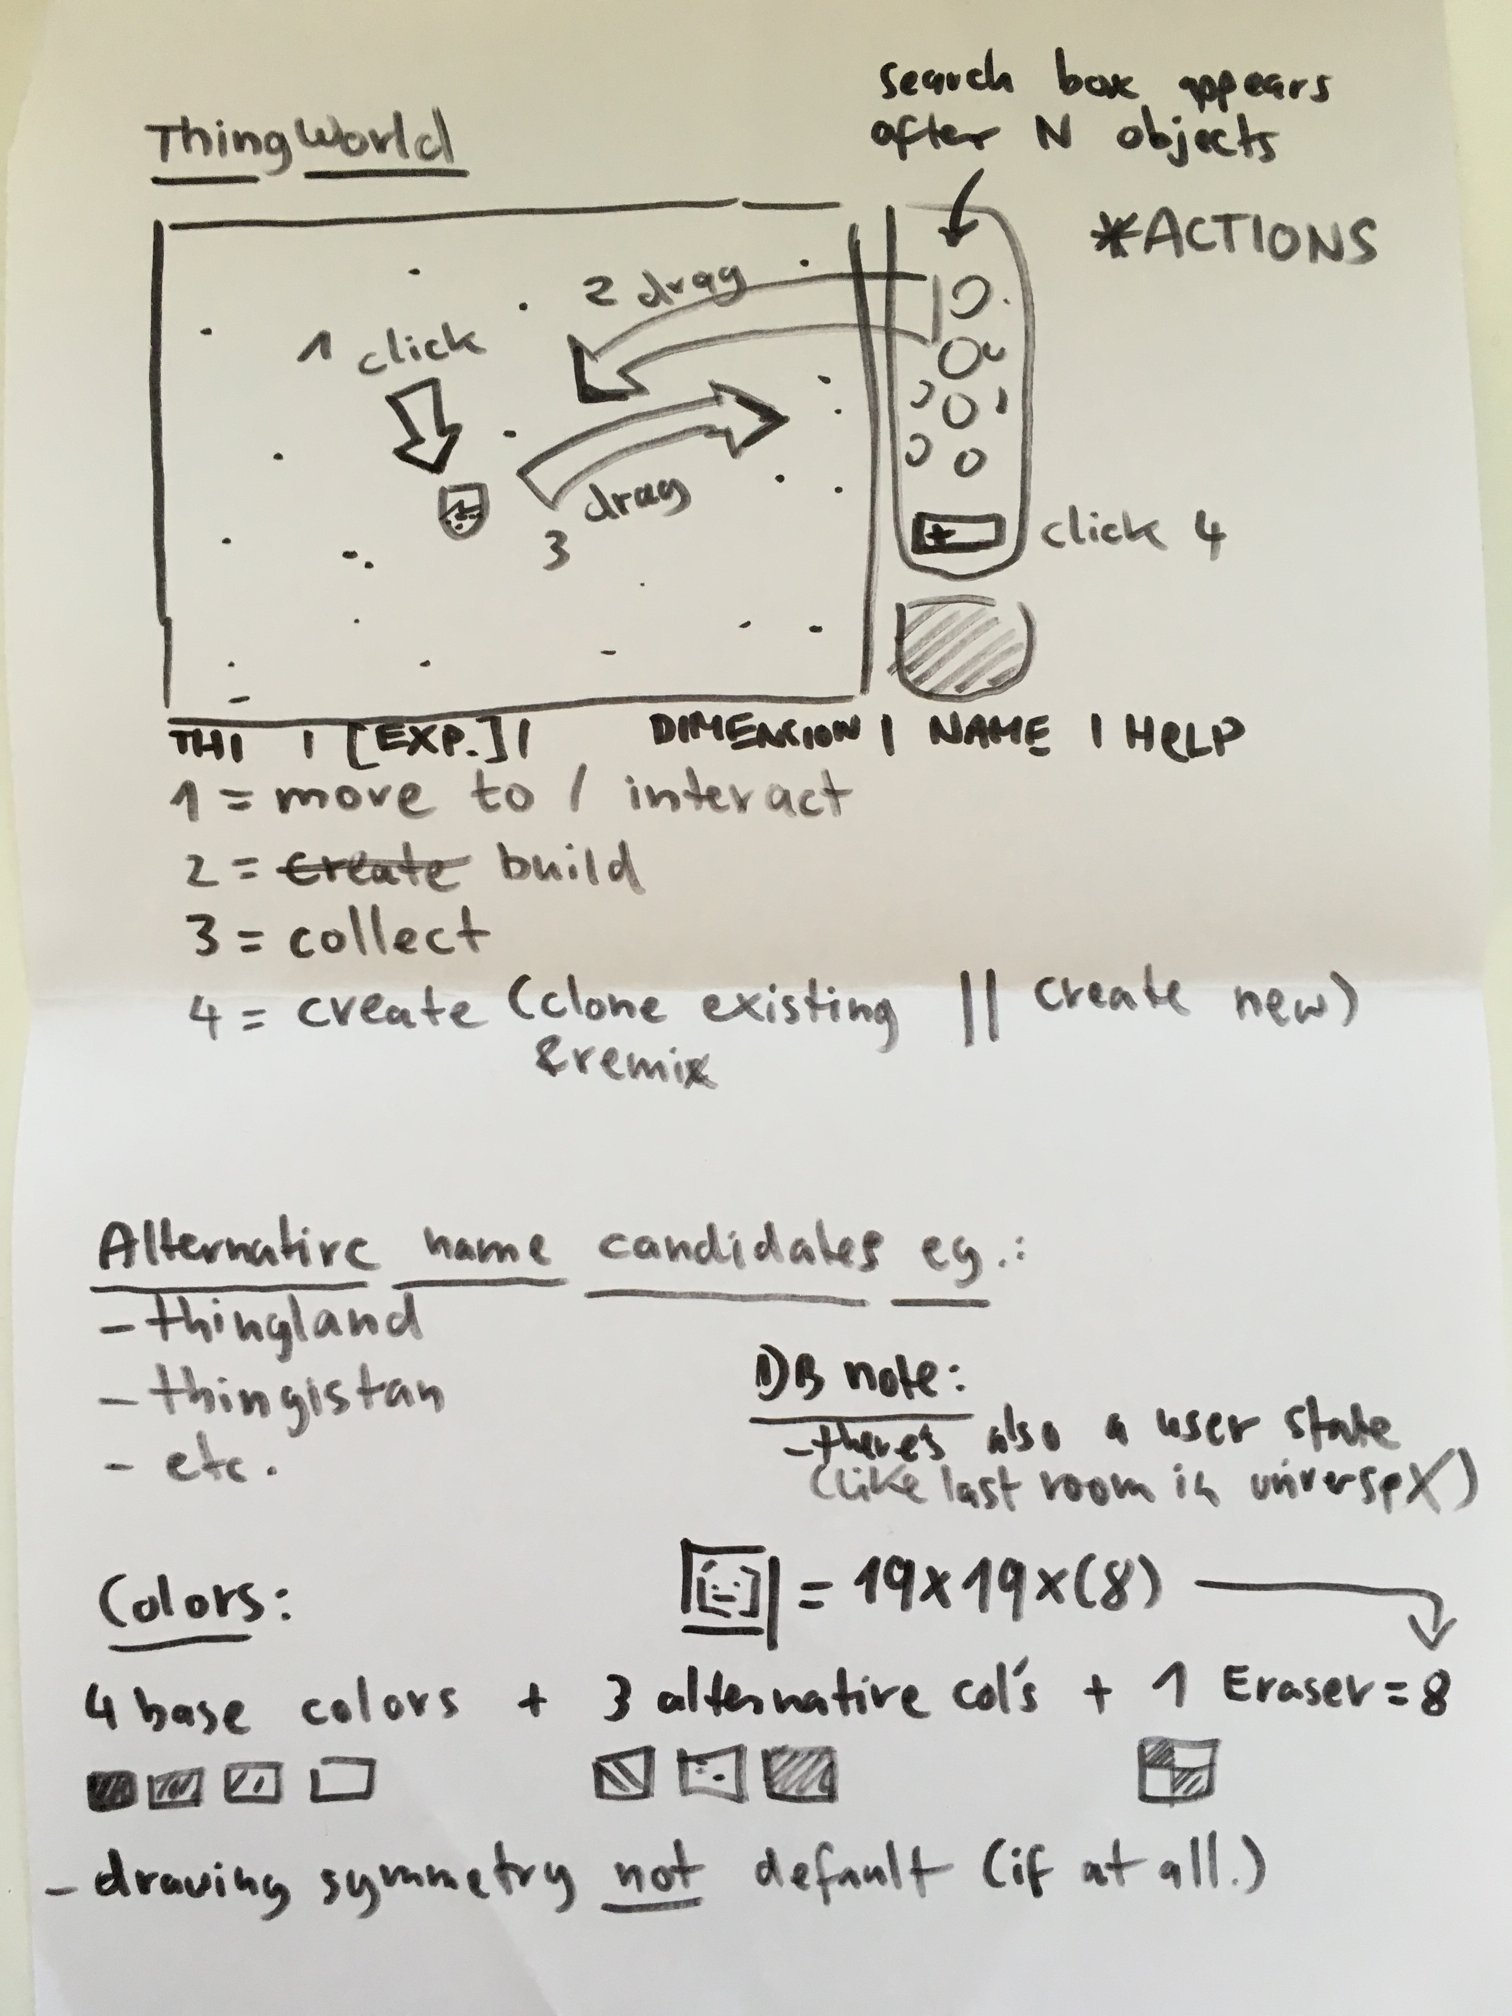 search box appears
after N objects
ThingWorld
*ACTIONS
2 drag
1 click
drag
3
+
click 4
THI | [EXP.] | DIMENSION | NAME | HELP
1 = move to / interact
2 = create build
3 = collect
4 = create (clone existing || create new)
& remix
Alternative name candidates eg.:
- thingland
- thingistan
- etc.
DB note:
- there's also a user state
(like last room in universe X)
Colors:
= 19x19x(8)
4 base colors + 3 alternative col's + 1 Eraser = 8
- drawing symmetry not default (if at all.)